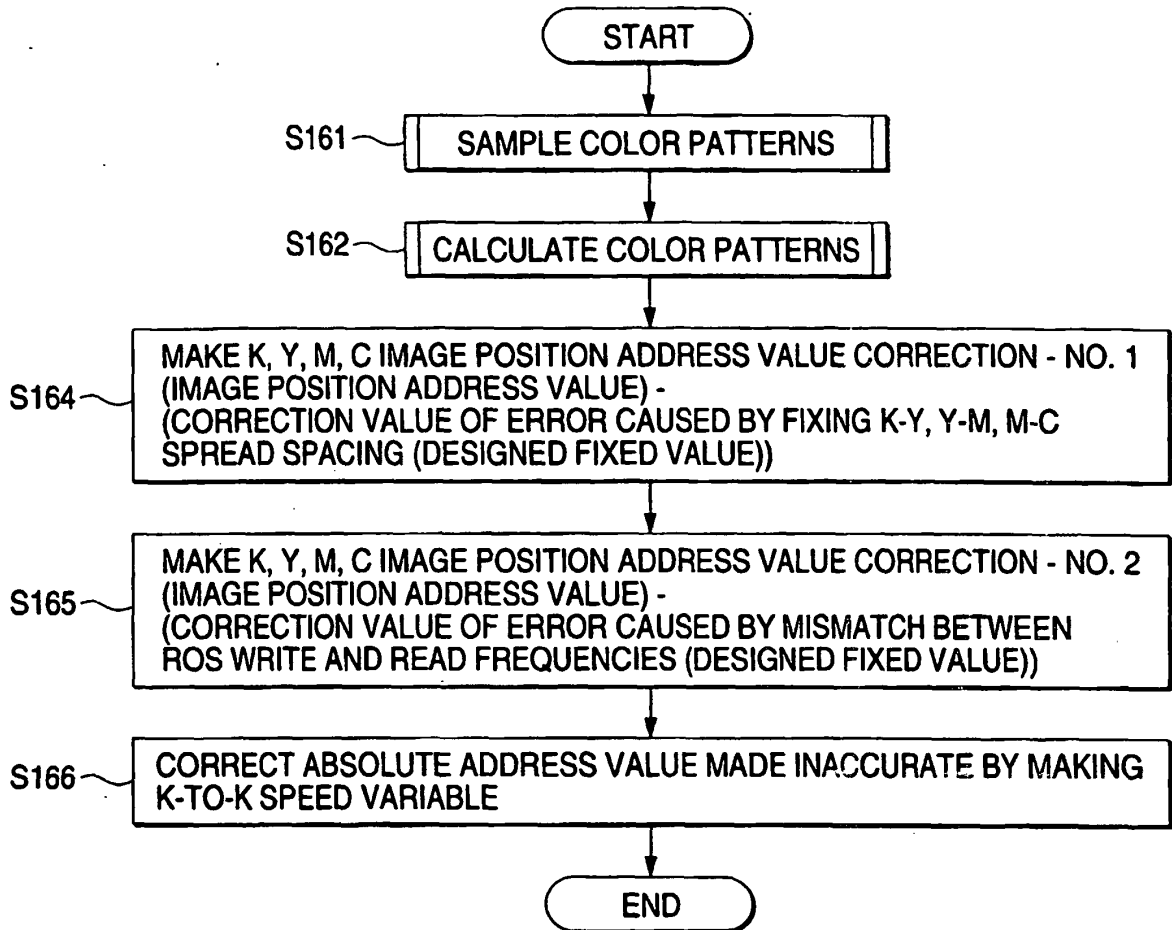 START
S161
SAMPLE COLOR PATTERNS
S162
CALCULATE COLOR PATTERNS
S164
MAKE K, Y, M, C IMAGE POSITION ADDRESS VALUE CORRECTION - NO. 1
(IMAGE POSITION ADDRESS VALUE) -
(CORRECTION VALUE OF ERROR CAUSED BY FIXING K-Y, Y-M, M-C
SPREAD SPACING (DESIGNED FIXED VALUE))
S165
MAKE K, Y, M, C IMAGE POSITION ADDRESS VALUE CORRECTION - NO. 2
(IMAGE POSITION ADDRESS VALUE) -
(CORRECTION VALUE OF ERROR CAUSED BY MISMATCH BETWEEN
ROS WRITE AND READ FREQUENCIES (DESIGNED FIXED VALUE))
S166
CORRECT ABSOLUTE ADDRESS VALUE MADE INACCURATE BY MAKING
K-TO-K SPEED VARIABLE
END